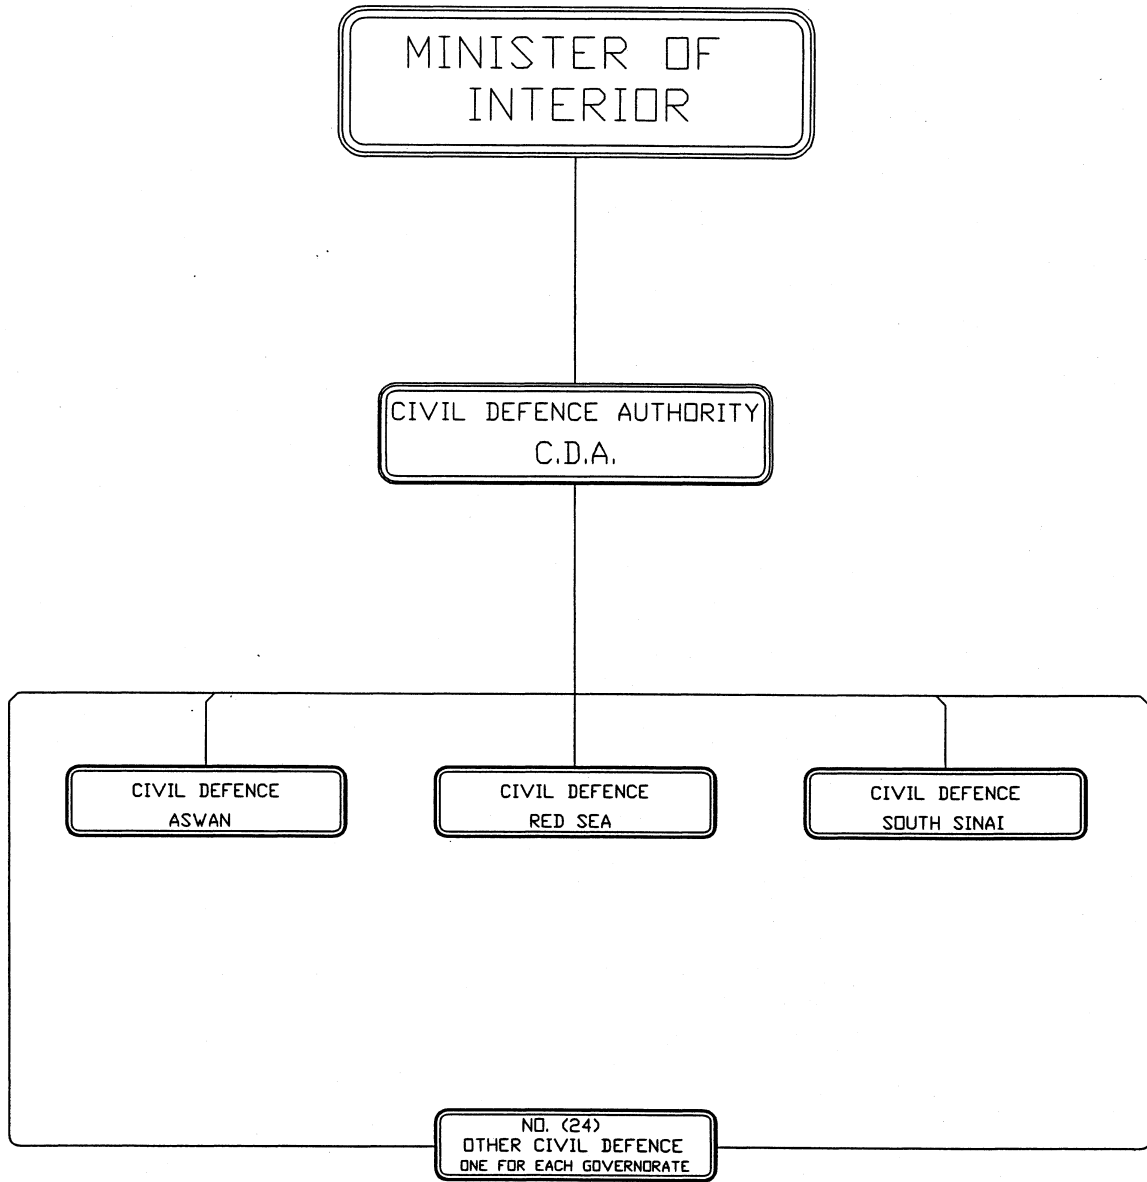 MINISTER OF
INTERIOR
CIVIL DEFENCE AUTHORITY
C.D.A.
CIVIL DEFENCE
ASWAN
CIVIL DEFENCE
RED SEA
CIVIL DEFENCE
SOUTH SINAI
NO. (24)
OTHER CIVIL DEFENCE
ONE FOR EACH GOVERNORATE